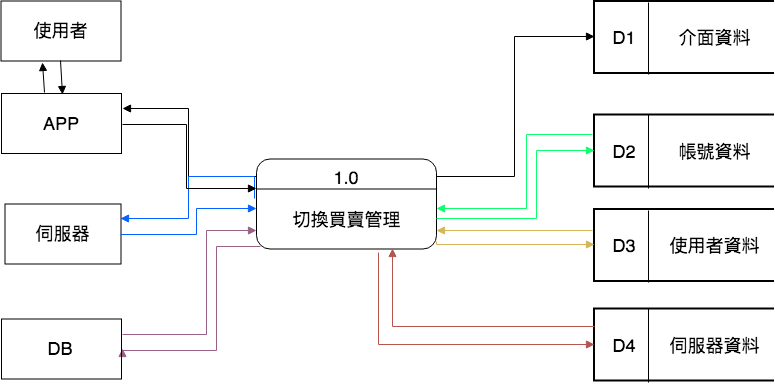 使用者
APP
伺服器
DB
1.0
切換買賣管理
D1 介面資料
D2 帳號資料
D3 使用者資料
D4 伺服器資料